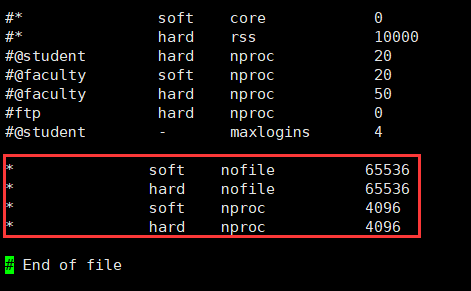 #*               soft    core            0
#*               hard    rss             10000
#@student        hard    nproc           20
#@faculty        soft    nproc           20
#@faculty        hard    nproc           50
#ftp             hard    nproc           0
#@student        -       maxlogins       4
*               soft    nofile          65536
*               hard    nofile          65536
*               soft    nproc           4096
*               hard    nproc           4096
# End of file